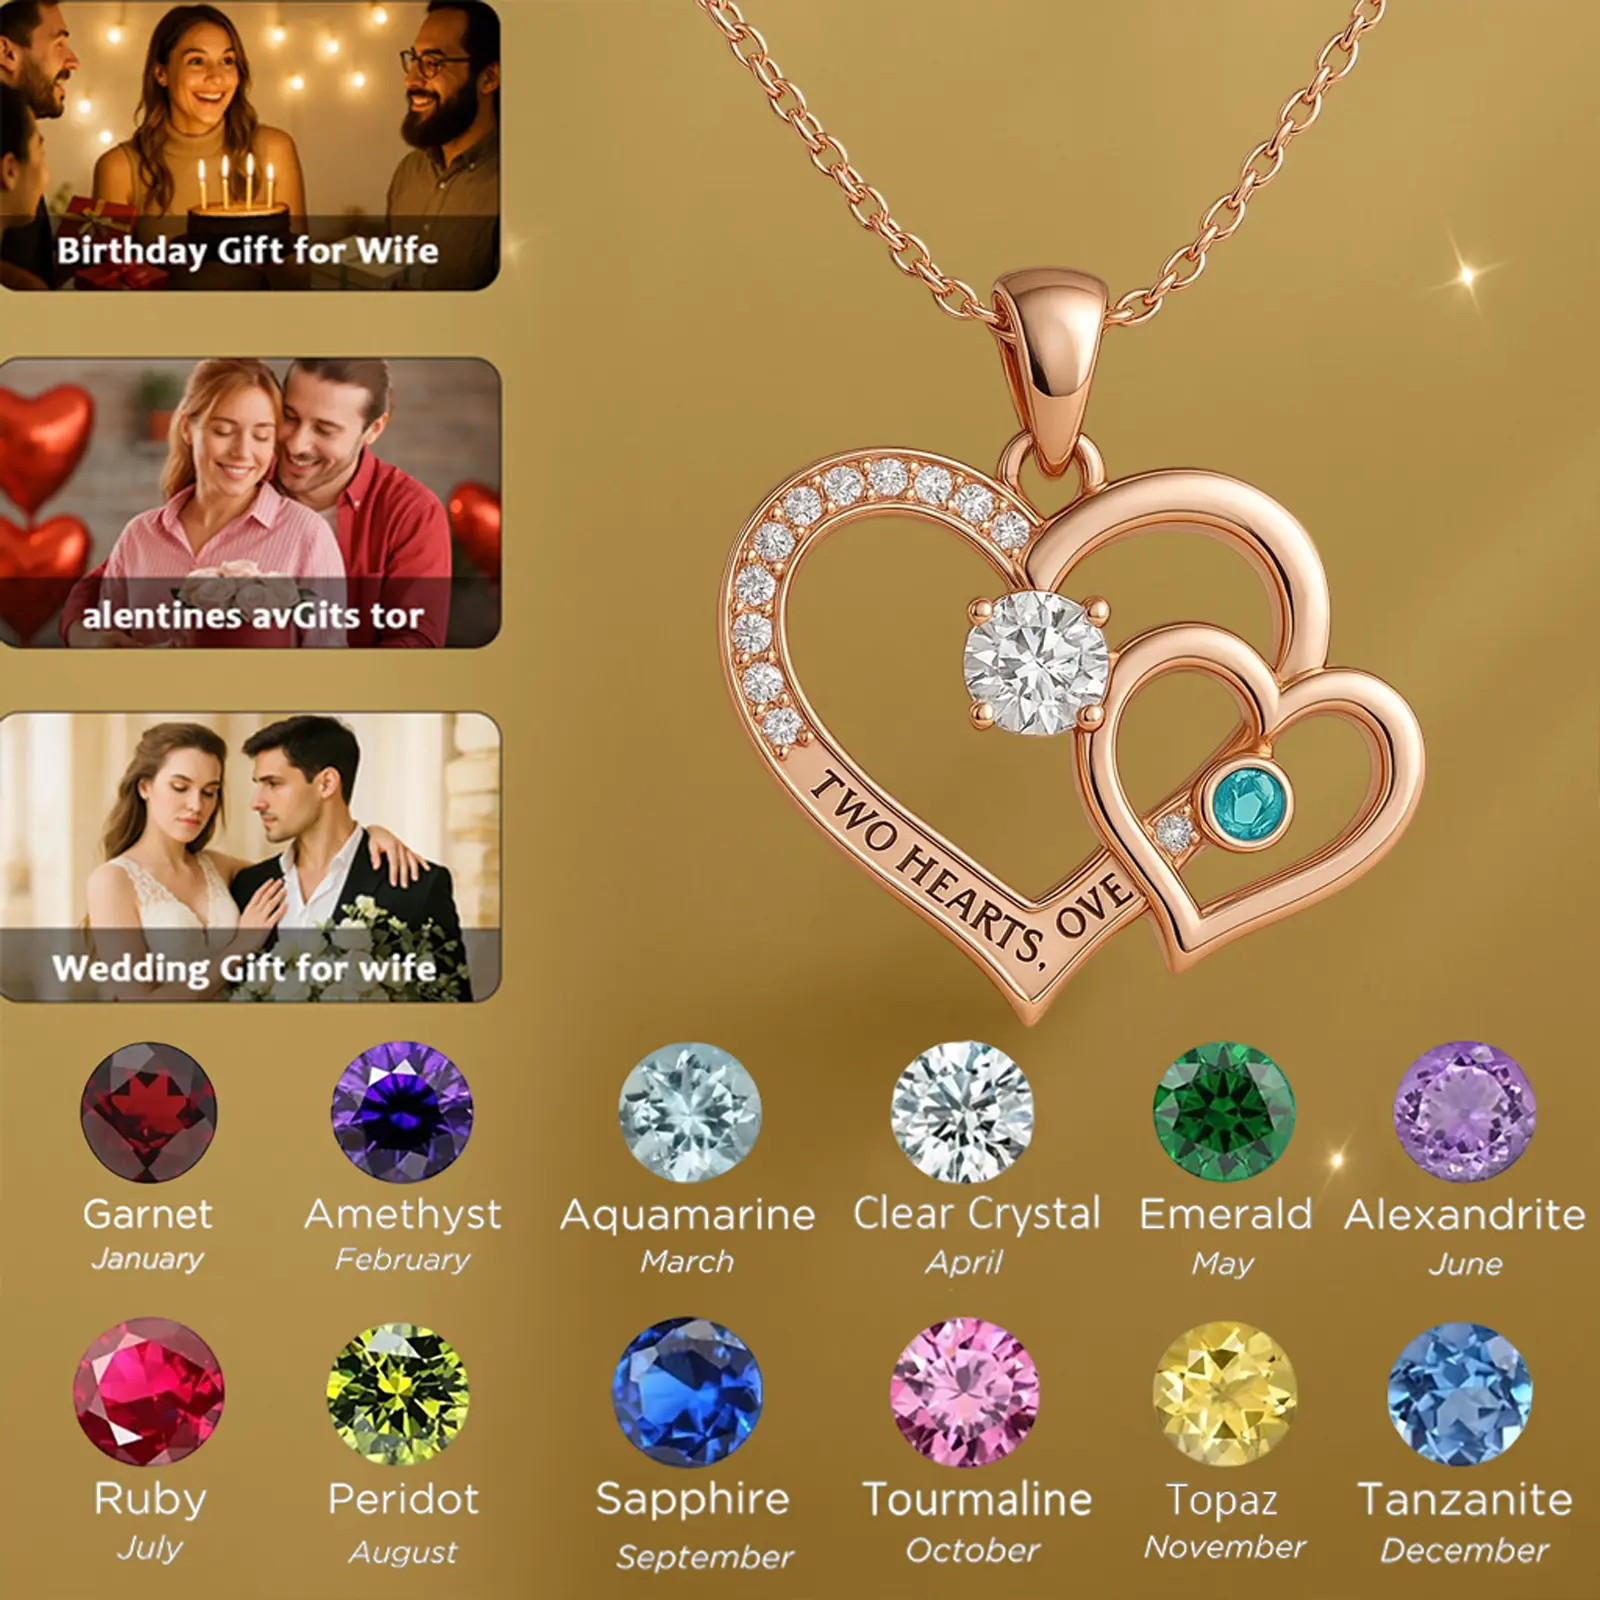 Birthday Gift for Wife
alentines avGits tor
Wedding Gift for wife
TWO HEARTS, OVE
Garnet
January
Amethyst
February
Aquamarine
March
Clear Crystal
April
Emerald
May
Alexandrite
June
Ruby
July
Peridot
August
Sapphire
September
Tourmaline
October
Topaz
November
Tanzanite
December